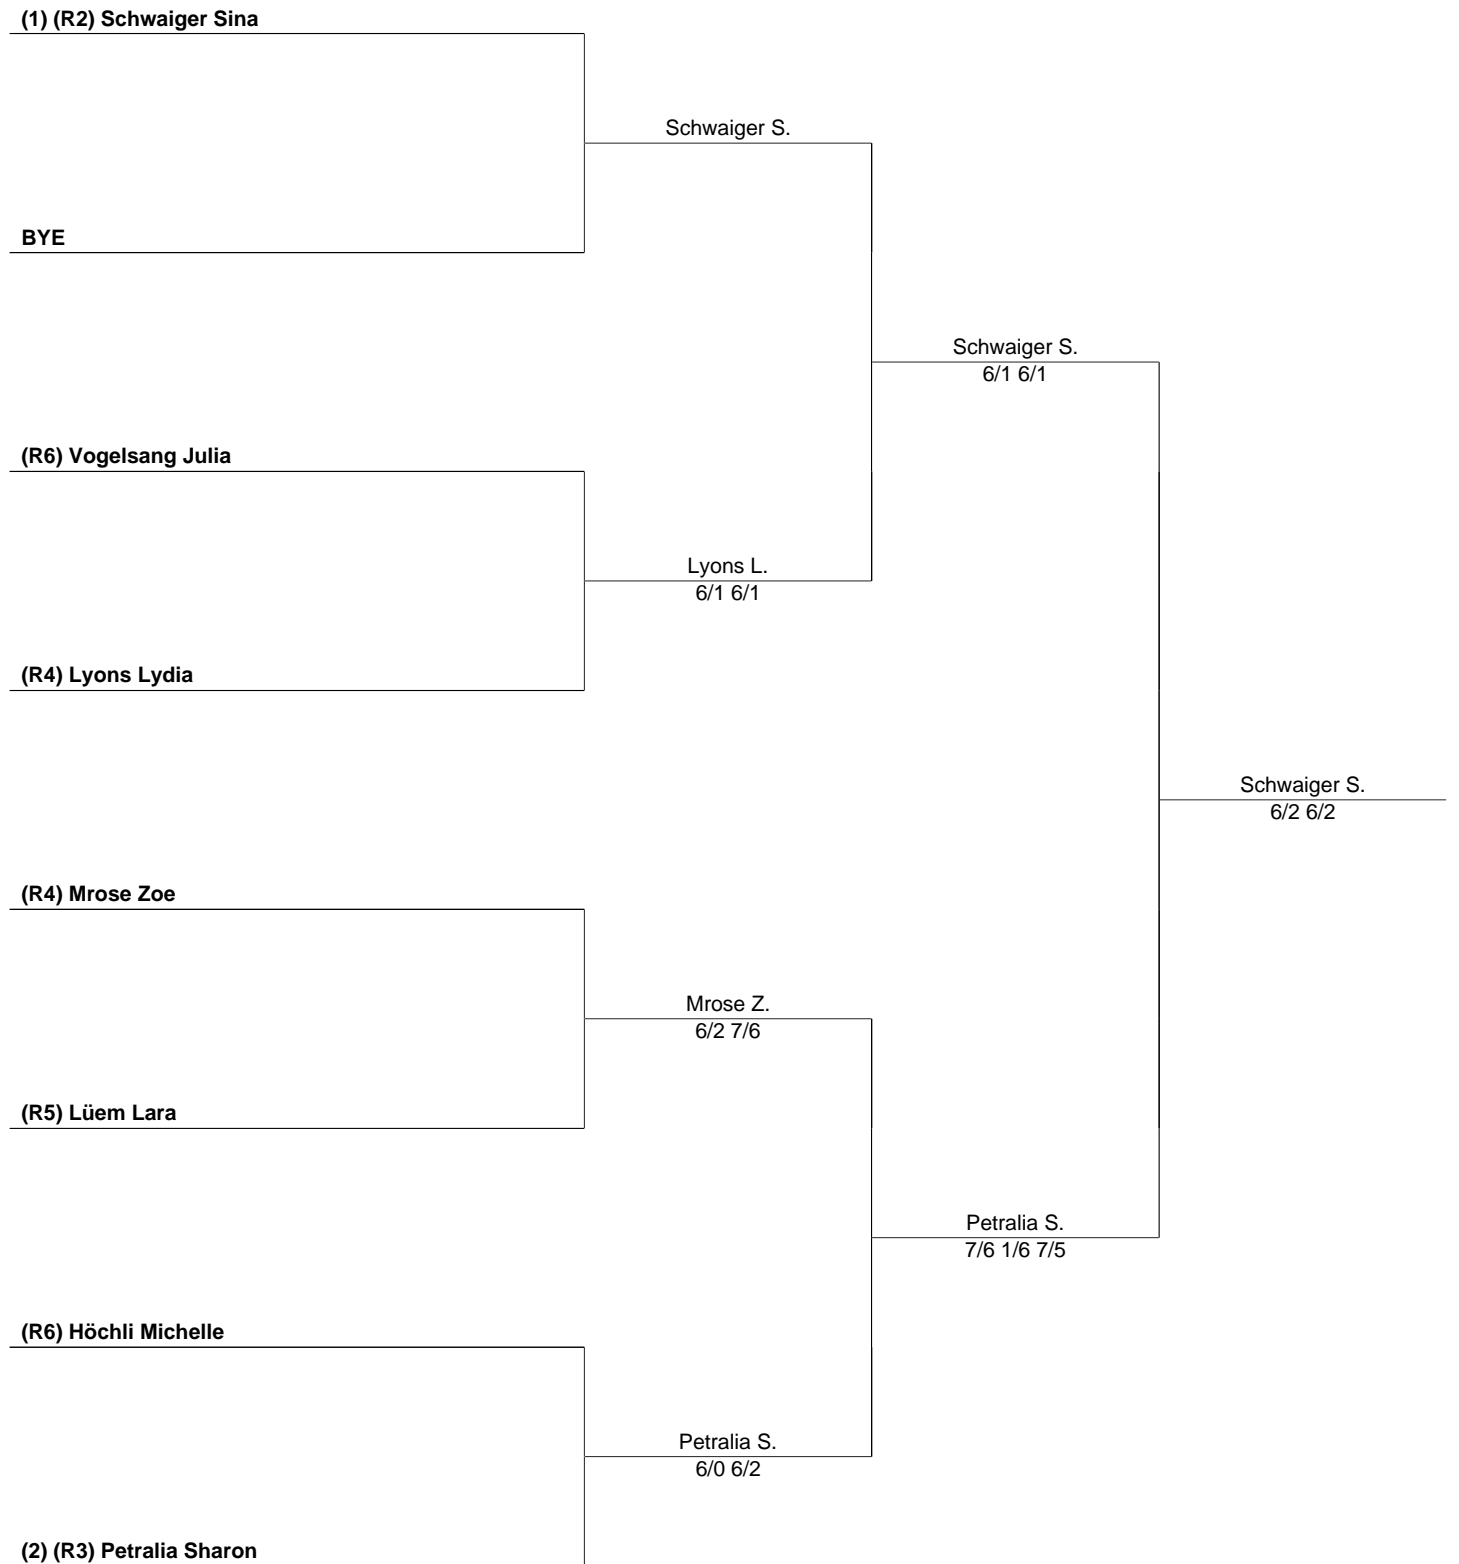 (1) (R2) Schwaiger Sina
Schwaiger S.
BYE
Schwaiger S.
6/1 6/1
(R6) Vogelsang Julia
Lyons L.
6/1 6/1
(R4) Lyons Lydia
Schwaiger S.
6/2 6/2
(R4) Mrose Zoe
Mrose Z.
6/2 7/6
(R5) Lüem Lara
Petralia S.
7/6 1/6 7/5
(R6) Höchli Michelle
Petralia S.
6/0 6/2
(2) (R3) Petralia Sharon